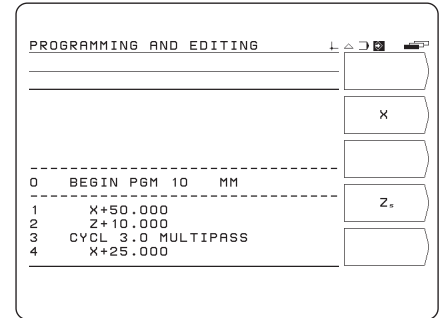 PROGRAMMING AND EDITING
X
0 BEGIN PGM 10 MM
Zs
1 X+50.000
2 Z+10.000
3 CYCL 3.0 MULTIPASS
4 X+25.000